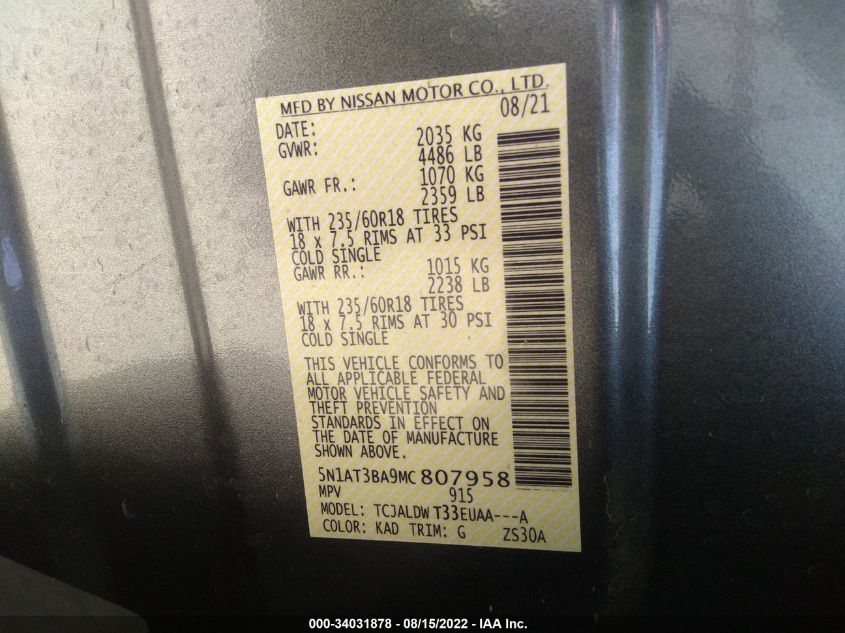 MFD BY NISSAN MOTOR CO., LTD.
DATE: 08/21
GVWR: 2035 KG
4486 LB
GAWR FR.: 1070 KG
2359 LB
WITH 235/60R18 TIRES
18 x 7.5 RIMS AT 33 PSI
COLD SINGLE
GAWR RR.: 1015 KG
2238 LB
WITH 235/60R18 TIRES
18 x 7.5 RIMS AT 30 PSI
COLD SINGLE
THIS VEHICLE CONFORMS TO
ALL APPLICABLE FEDERAL
MOTOR VEHICLE SAFETY AND
THEFT PREVENTION
STANDARDS IN EFFECT ON
THE DATE OF MANUFACTURE
SHOWN ABOVE.
5N1AT3BA9MC807958
MPV 915
MODEL: TCJALDW T33EUAA---A
COLOR: KAD TRIM: G ZS30A
000-34031878 - 08/15/2022 - IAA Inc.